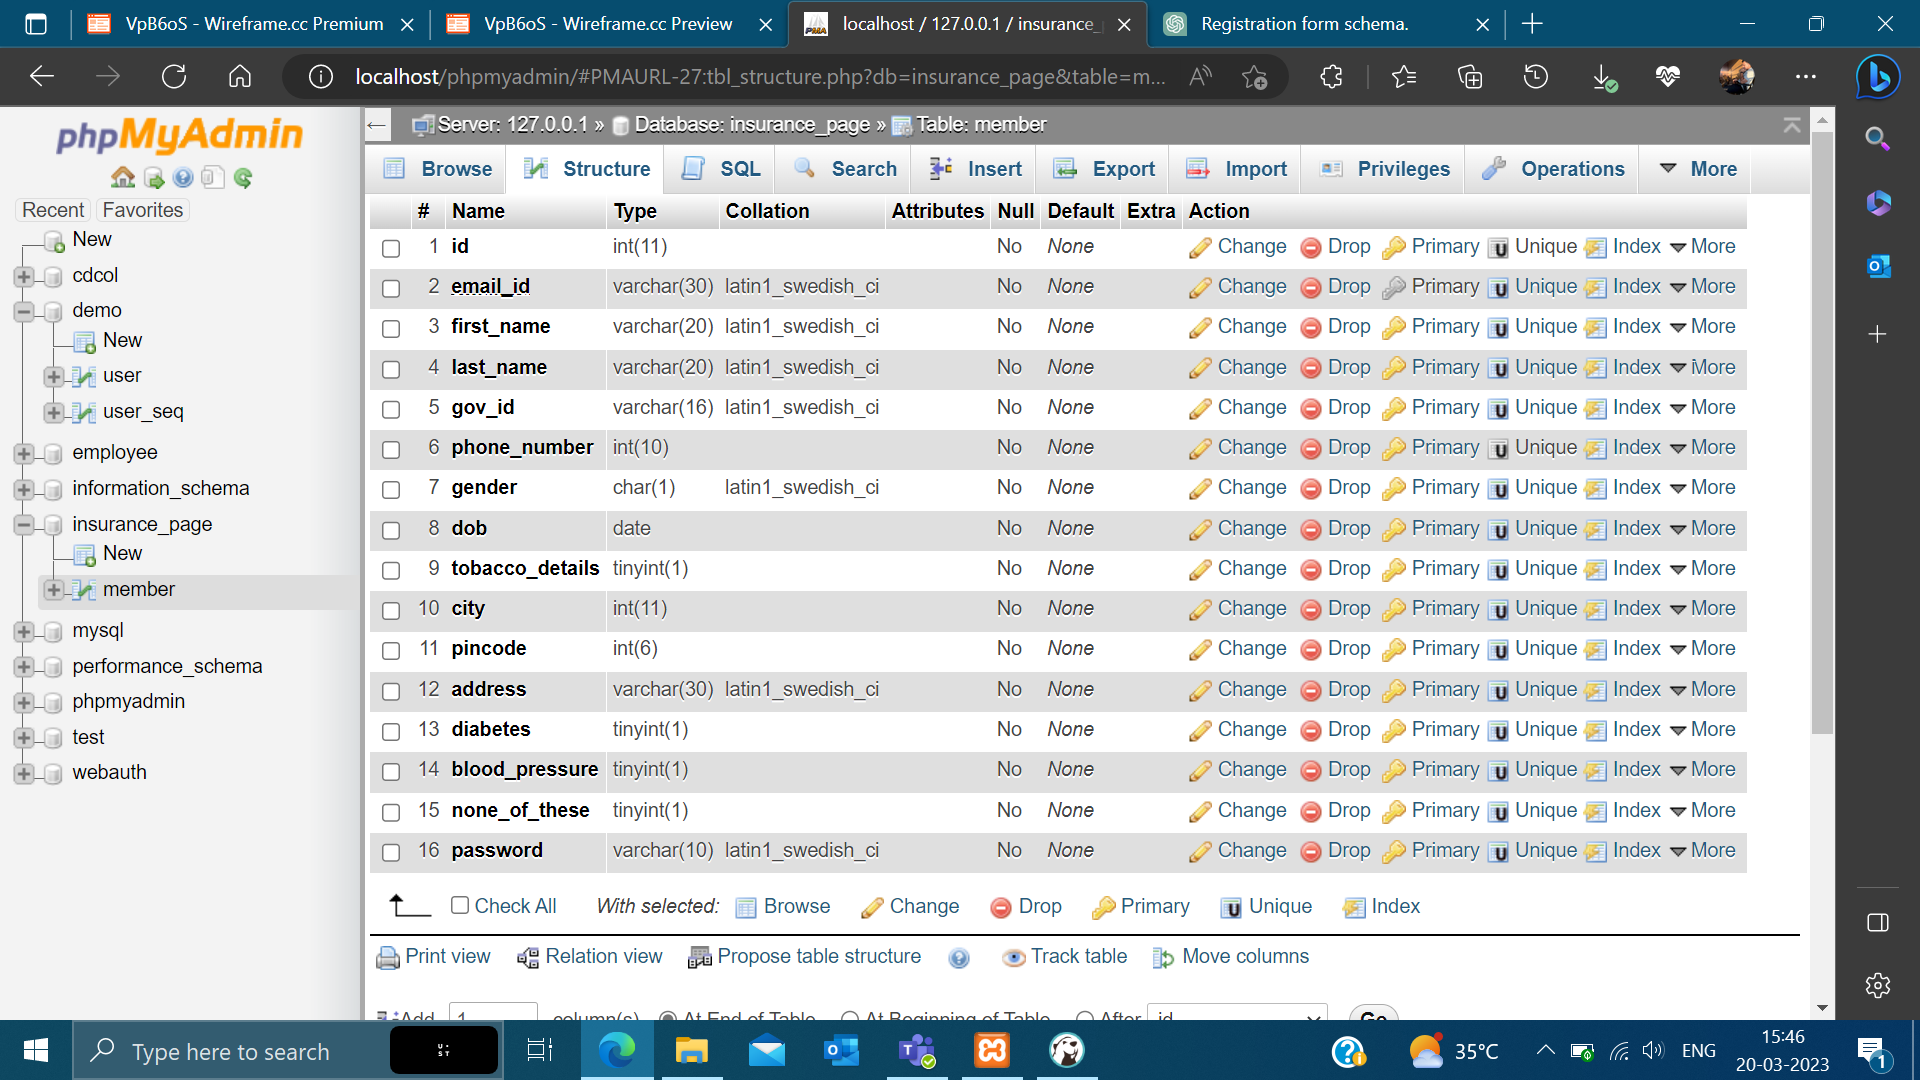 VpB6oS - Wireframe.cc Premium
VpB6oS - Wireframe.cc Preview
localhost / 127.0.0.1 / insurance_
Registration form schema.
localhost/phpmyadmin/#PMAURL-27:tbl_structure.php?db=insurance_page&table=m...
phpMyAdmin
Recent Favorites
New
cdcol
demo
New
user
user_seq
employee
information_schema
insurance_page
New
member
mysql
performance_schema
phpmyadmin
test
webauth
Server: 127.0.0.1 » Database: insurance_page » Table: member
Browse Structure SQL Search Insert Export Import Privileges Operations More
# Name Type Collation Attributes Null Default Extra Action
1 id int(11) No None Change Drop Primary Unique Index More
2 email_id varchar(30) latin1_swedish_ci No None Change Drop Primary Unique Index More
3 first_name varchar(20) latin1_swedish_ci No None Change Drop Primary Unique Index More
4 last_name varchar(20) latin1_swedish_ci No None Change Drop Primary Unique Index More
5 gov_id varchar(16) latin1_swedish_ci No None Change Drop Primary Unique Index More
6 phone_number int(10) No None Change Drop Primary Unique Index More
7 gender char(1) latin1_swedish_ci No None Change Drop Primary Unique Index More
8 dob date No None Change Drop Primary Unique Index More
9 tobacco_details tinyint(1) No None Change Drop Primary Unique Index More
10 city int(11) No None Change Drop Primary Unique Index More
11 pincode int(6) No None Change Drop Primary Unique Index More
12 address varchar(30) latin1_swedish_ci No None Change Drop Primary Unique Index More
13 diabetes tinyint(1) No None Change Drop Primary Unique Index More
14 blood_pressure tinyint(1) No None Change Drop Primary Unique Index More
15 none_of_these tinyint(1) No None Change Drop Primary Unique Index More
16 password varchar(10) latin1_swedish_ci No None Change Drop Primary Unique Index More
Check All With selected: Browse Change Drop Primary Unique Index
Print view Relation view Propose table structure Track table Move columns
Add 1 column(s) At End of Table At Beginning of Table After id Go
Type here to search
35°C
ENG
15:46
20-03-2023
1